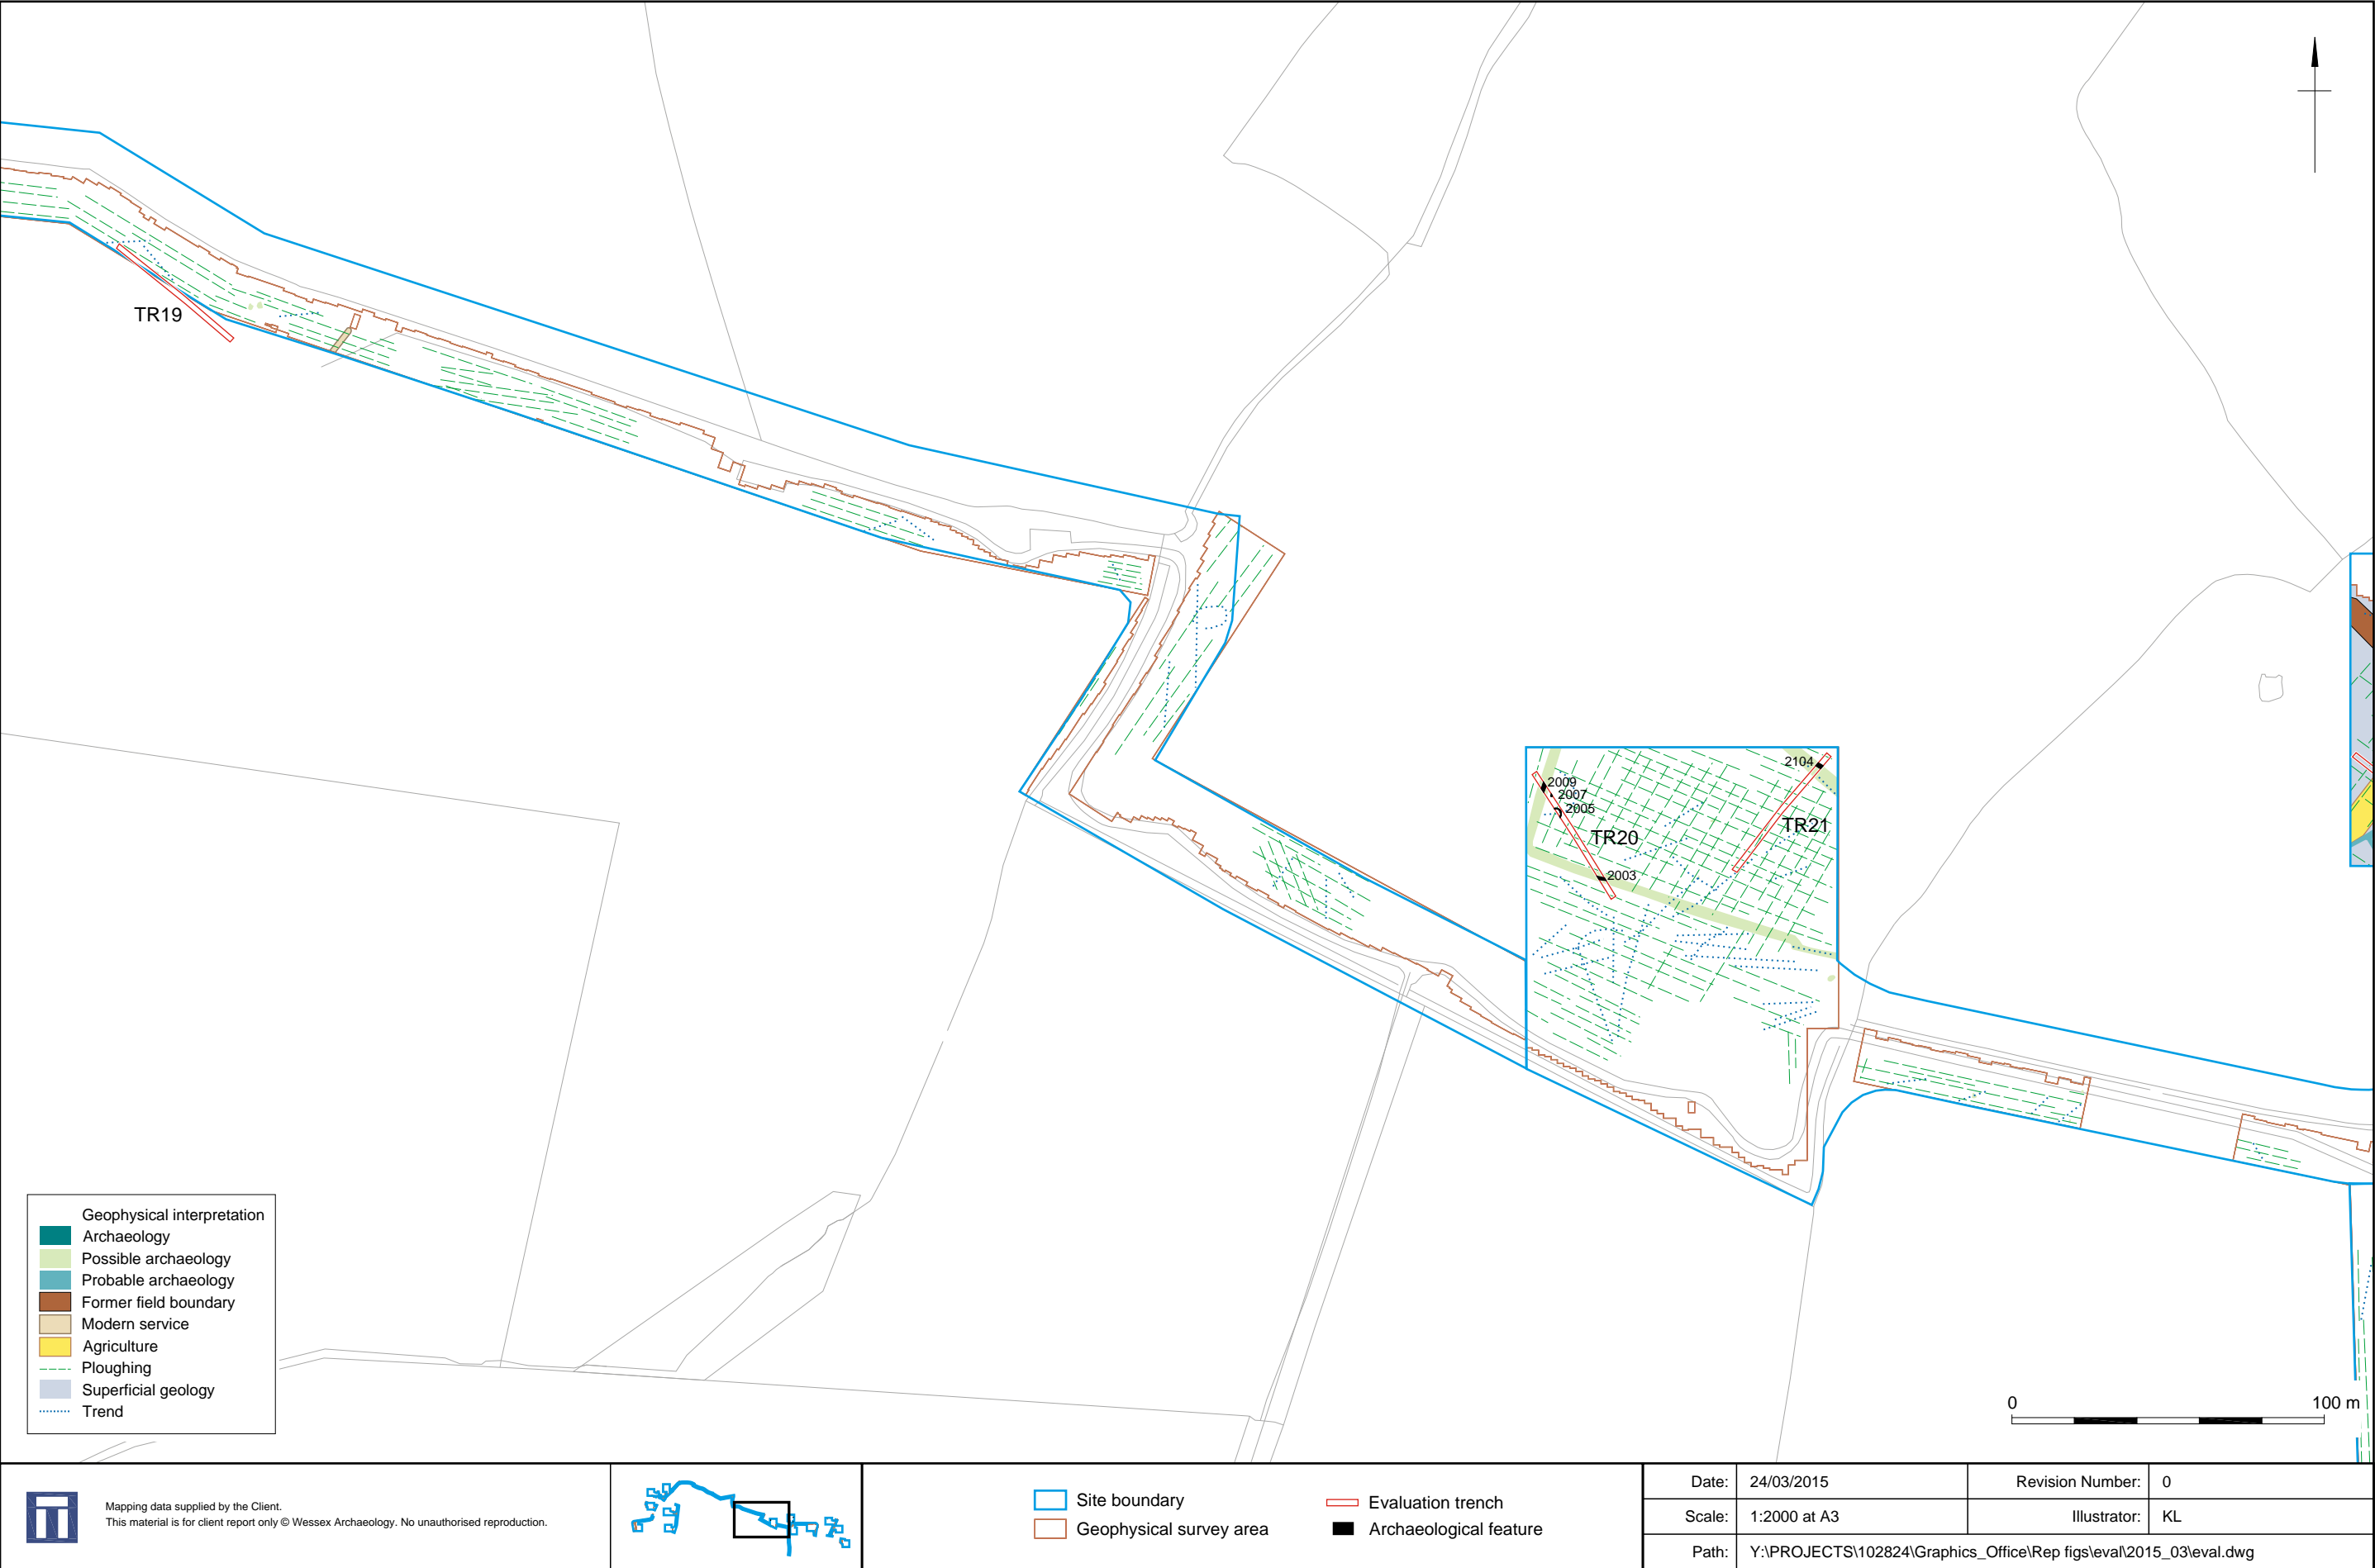 TR19
2104
2009
2007
2005
TR20
TR21
2003
Geophysical interpretation
Archaeology
Possible archaeology
Probable archaeology
Former field boundary
Modern service
Agriculture
Ploughing
Superficial geology
Trend
0 100 m
Mapping data supplied by the Client.
This material is for client report only © Wessex Archaeology. No unauthorised reproduction.
Site boundary
Geophysical survey area
Evaluation trench
Archaeological feature
Date: 24/03/2015 Revision Number: 0
Scale: 1:2000 at A3 Illustrator: KL
Path: Y:\PROJECTS\102824\Graphics_Office\Rep figs\eval\2015_03\eval.dwg